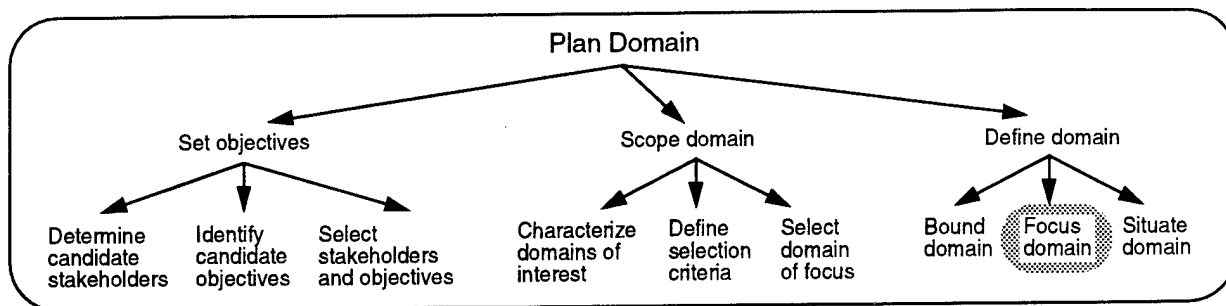 Plan Domain
Set objectives
Scope domain
Define domain
Determine
candidate
stakeholders
Identify
candidate
objectives
Select
stakeholders
and objectives
Characterize
domains of
interest
Define
selection
criteria
Select
domain
of focus
Bound
domain
Focus
domain
Situate
domain